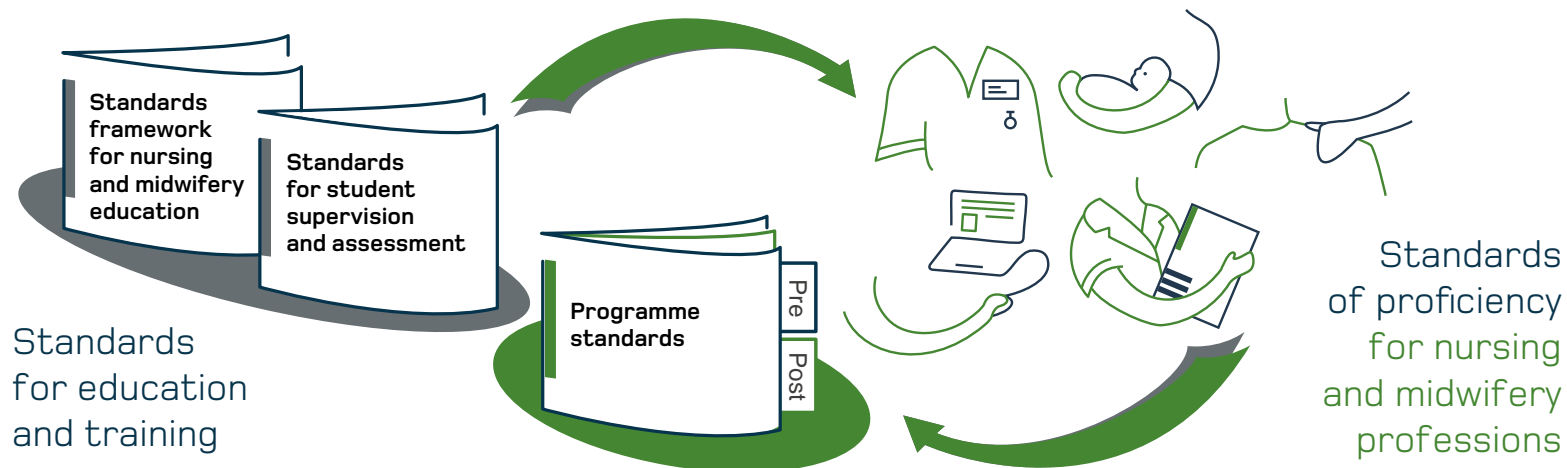 Standards
framework
for nursing
and midwifery
education
Standards
for student
supervision
and assessment
Programme
standards
Pre
Post
Standards
for education
and training
Standards
of proficiency
for nursing
and midwifery
professions